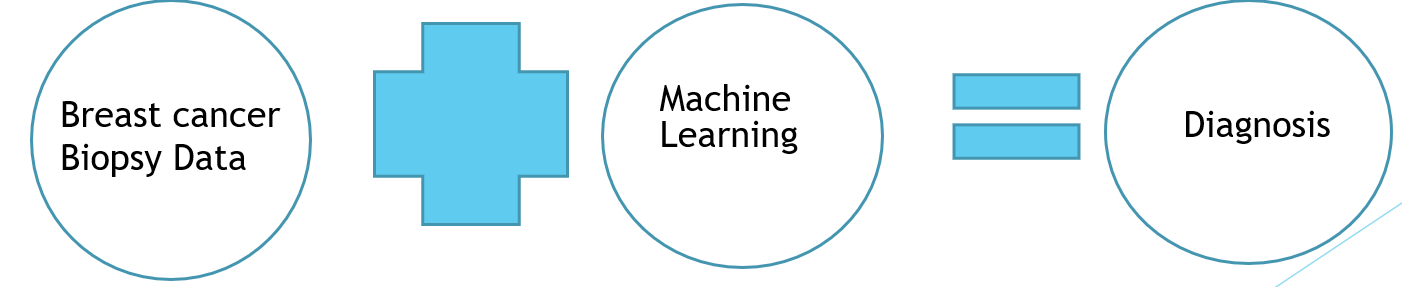 Breast cancer
Biopsy Data
Machine
Learning
Diagnosis